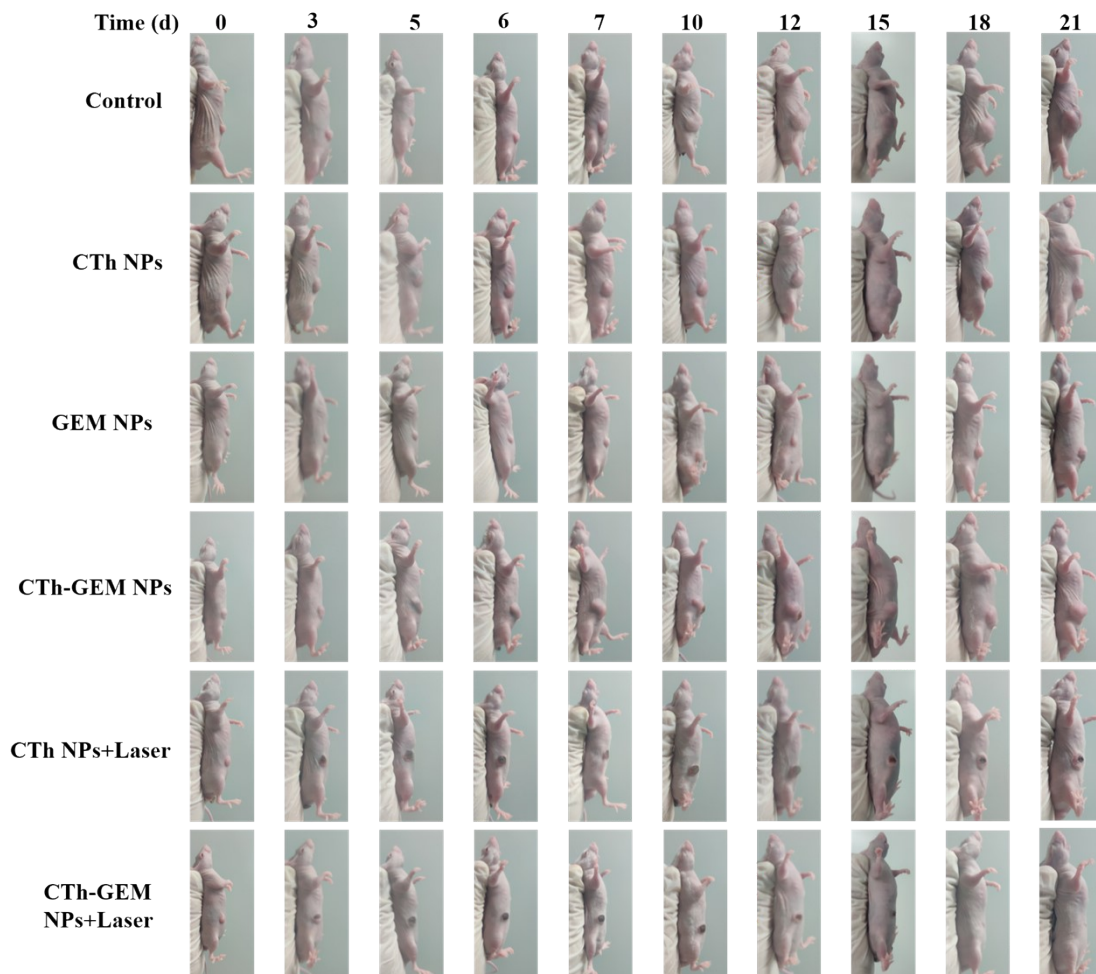 Time (d) 0 3 5 6 7 10 12 15 18 21
Control
CTh NPs
GEM NPs
CTh-GEM NPs
CTh NPs+Laser
CTh-GEM
NPs+Laser